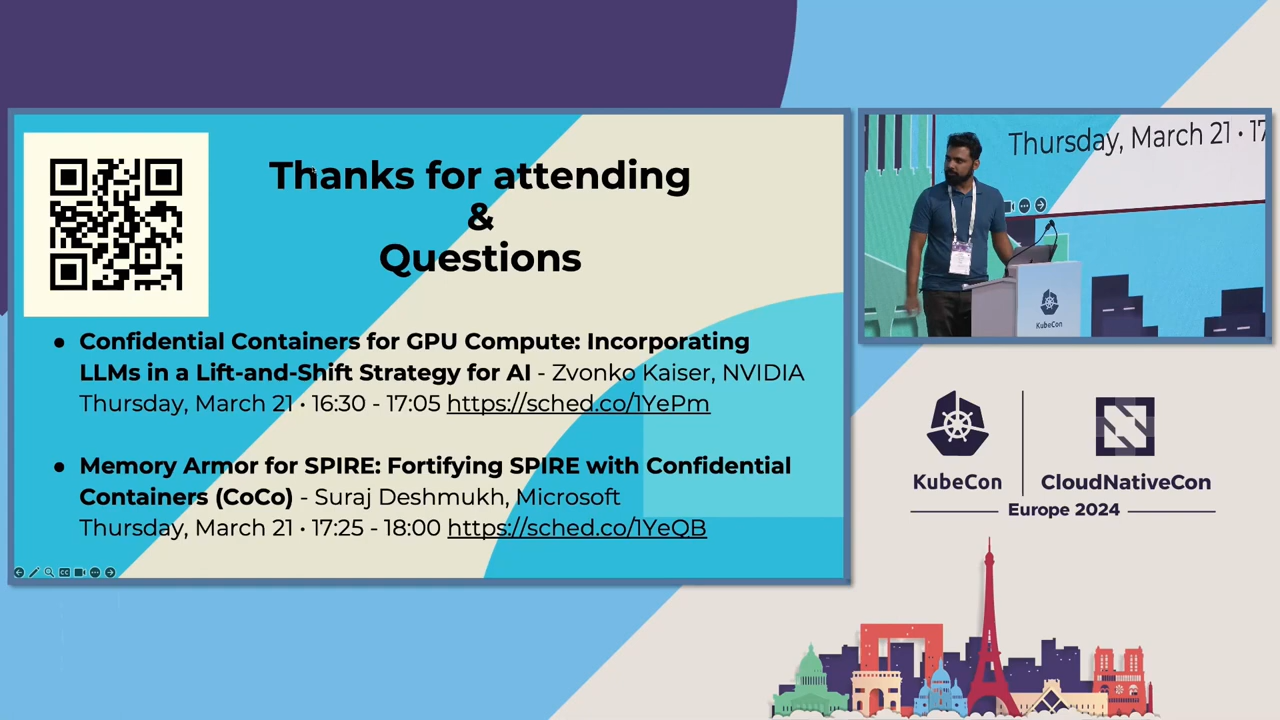 Thanks for attending
&
Questions
● Confidential Containers for GPU Compute: Incorporating
LLMs in a Lift-and-Shift Strategy for AI - Zvonko Kaiser, NVIDIA
Thursday, March 21 • 16:30 - 17:05 https://sched.co/1YePm
● Memory Armor for SPIRE: Fortifying SPIRE with Confidential
Containers (CoCo) - Suraj Deshmukh, Microsoft
Thursday, March 21 • 17:25 - 18:00 https://sched.co/1YeQB
Thursday, March 21 • 17
KubeCon
KubeCon
CloudNativeCon
Europe 2024